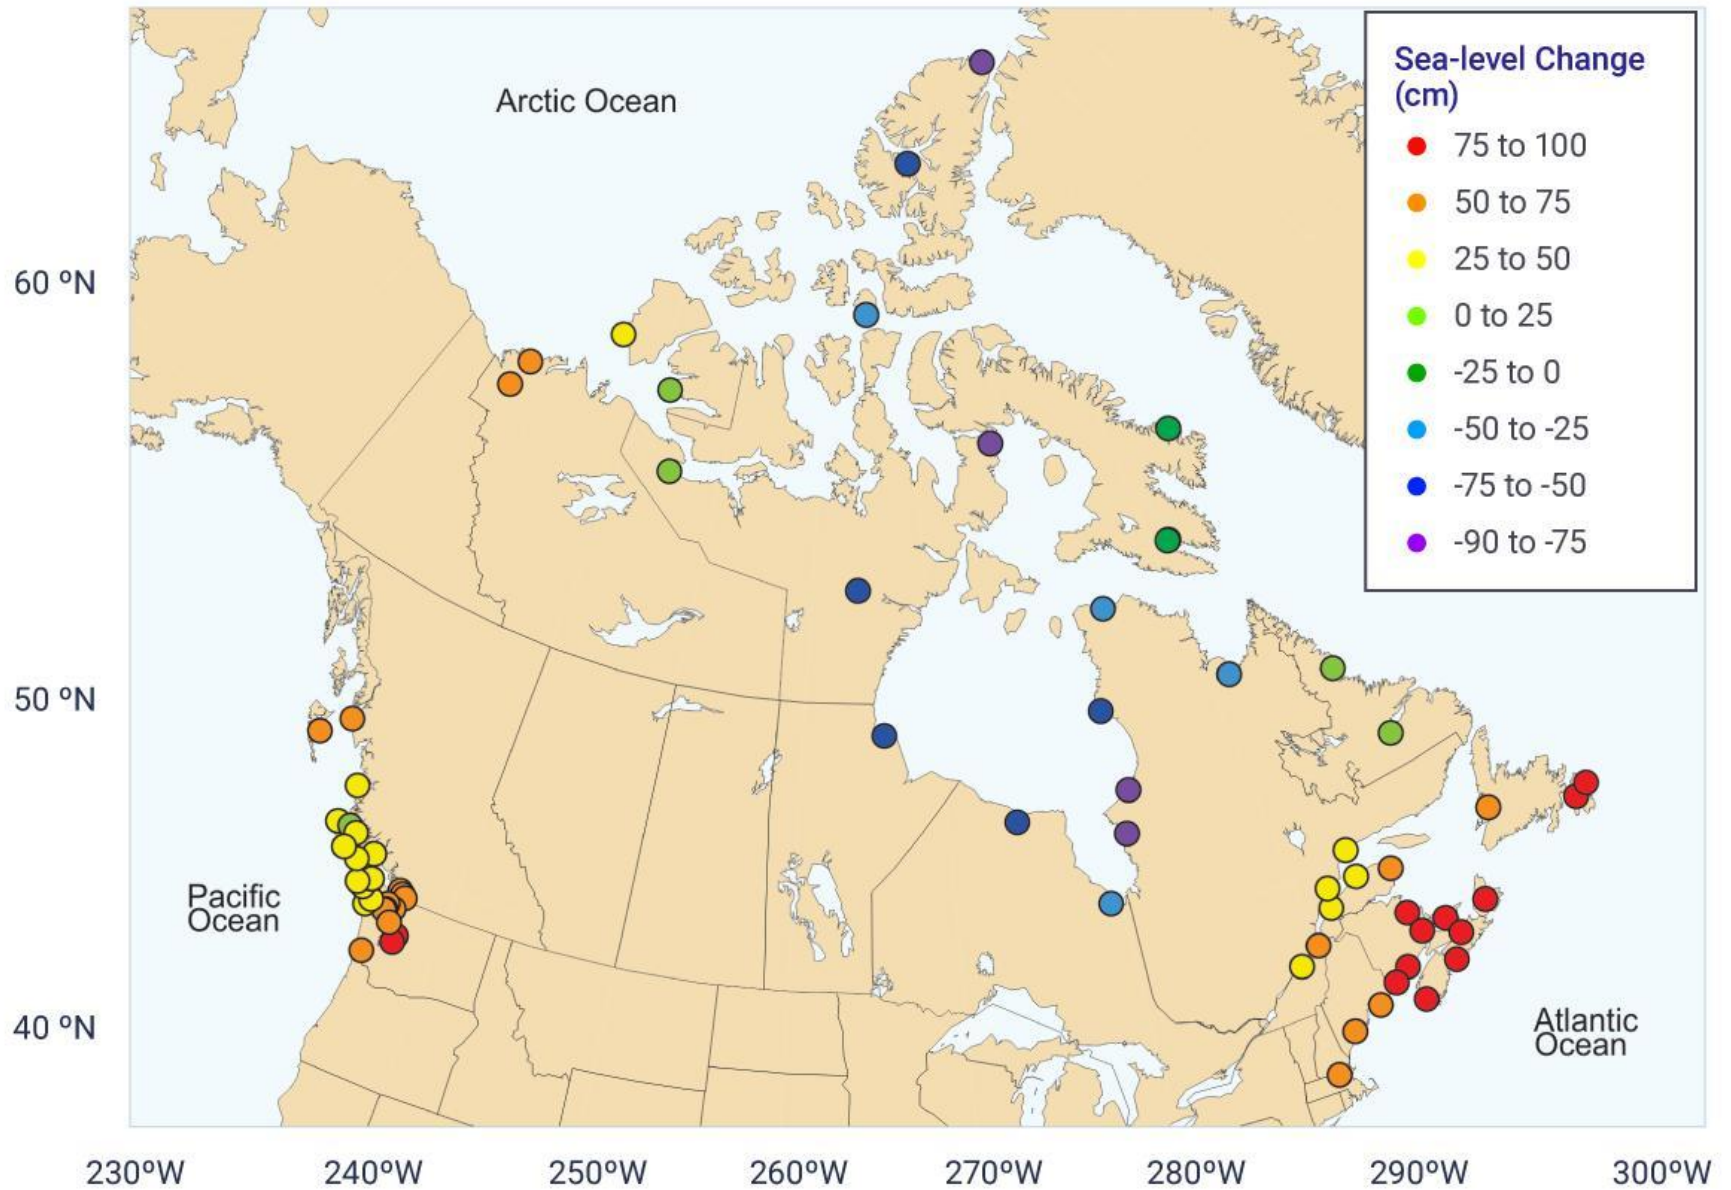 Arctic Ocean
Sea-level Change
(cm)
75 to 100
50 to 75
25 to 50
0 to 25
-25 to 0
-50 to -25
-75 to -50
-90 to -75
60 ºN
50 ºN
40 ºN
Pacific
Ocean
Atlantic
Ocean
230ºW 240ºW 250ºW 260ºW 270ºW 280ºW 290ºW 300ºW